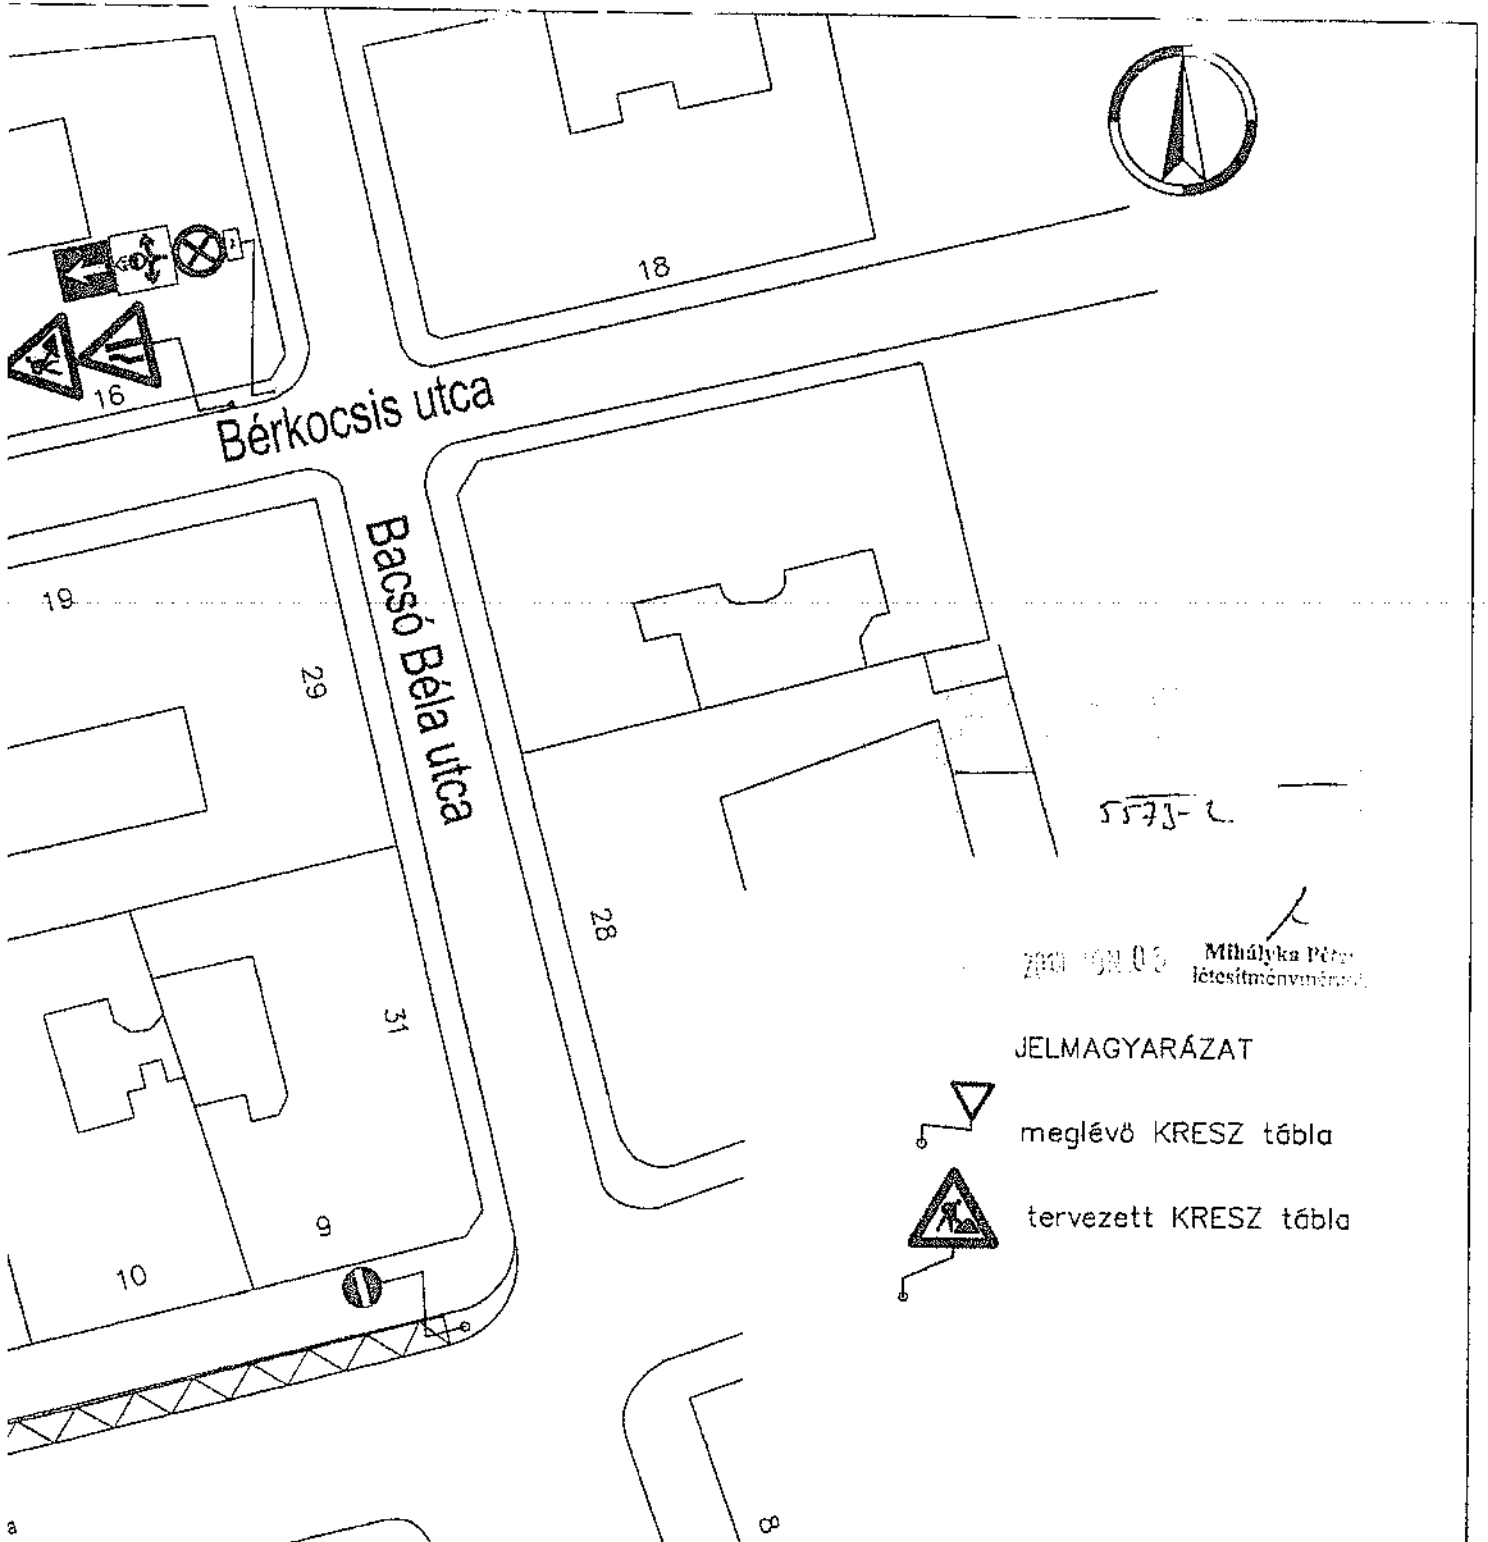 18
16
Bérkocsis utca
19
Bacsó Béla utca
29
28
31
9
10
8
Mihályka
JELMAGYARÁZAT
meglévő KRESZ tábla
tervezett KRESZ tábla